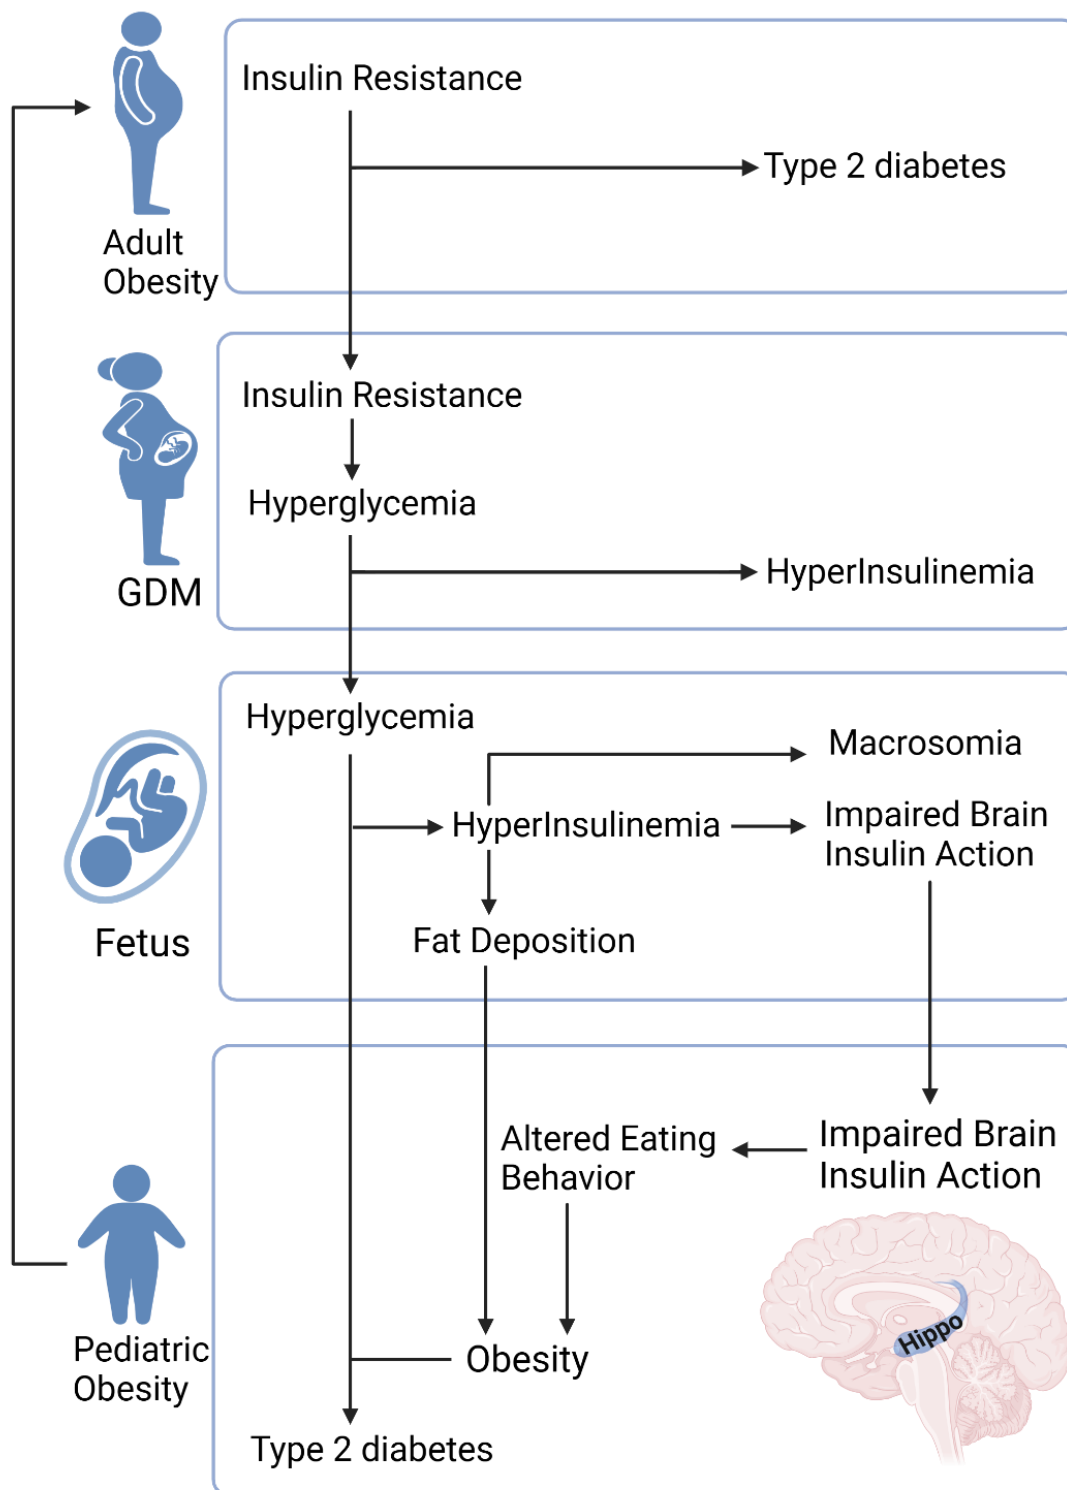 Insulin Resistance
Type 2 diabetes
Adult
Obesity
Insulin Resistance
Hyperglycemia
HyperInsulinemia
GDM
Hyperglycemia
Macrosomia
HyperInsulinemia
Impaired Brain
Insulin Action
Fetus
Fat Deposition
Altered Eating
Behavior
Impaired Brain
Insulin Action
Hippo
Pediatric
Obesity
Obesity
Type 2 diabetes